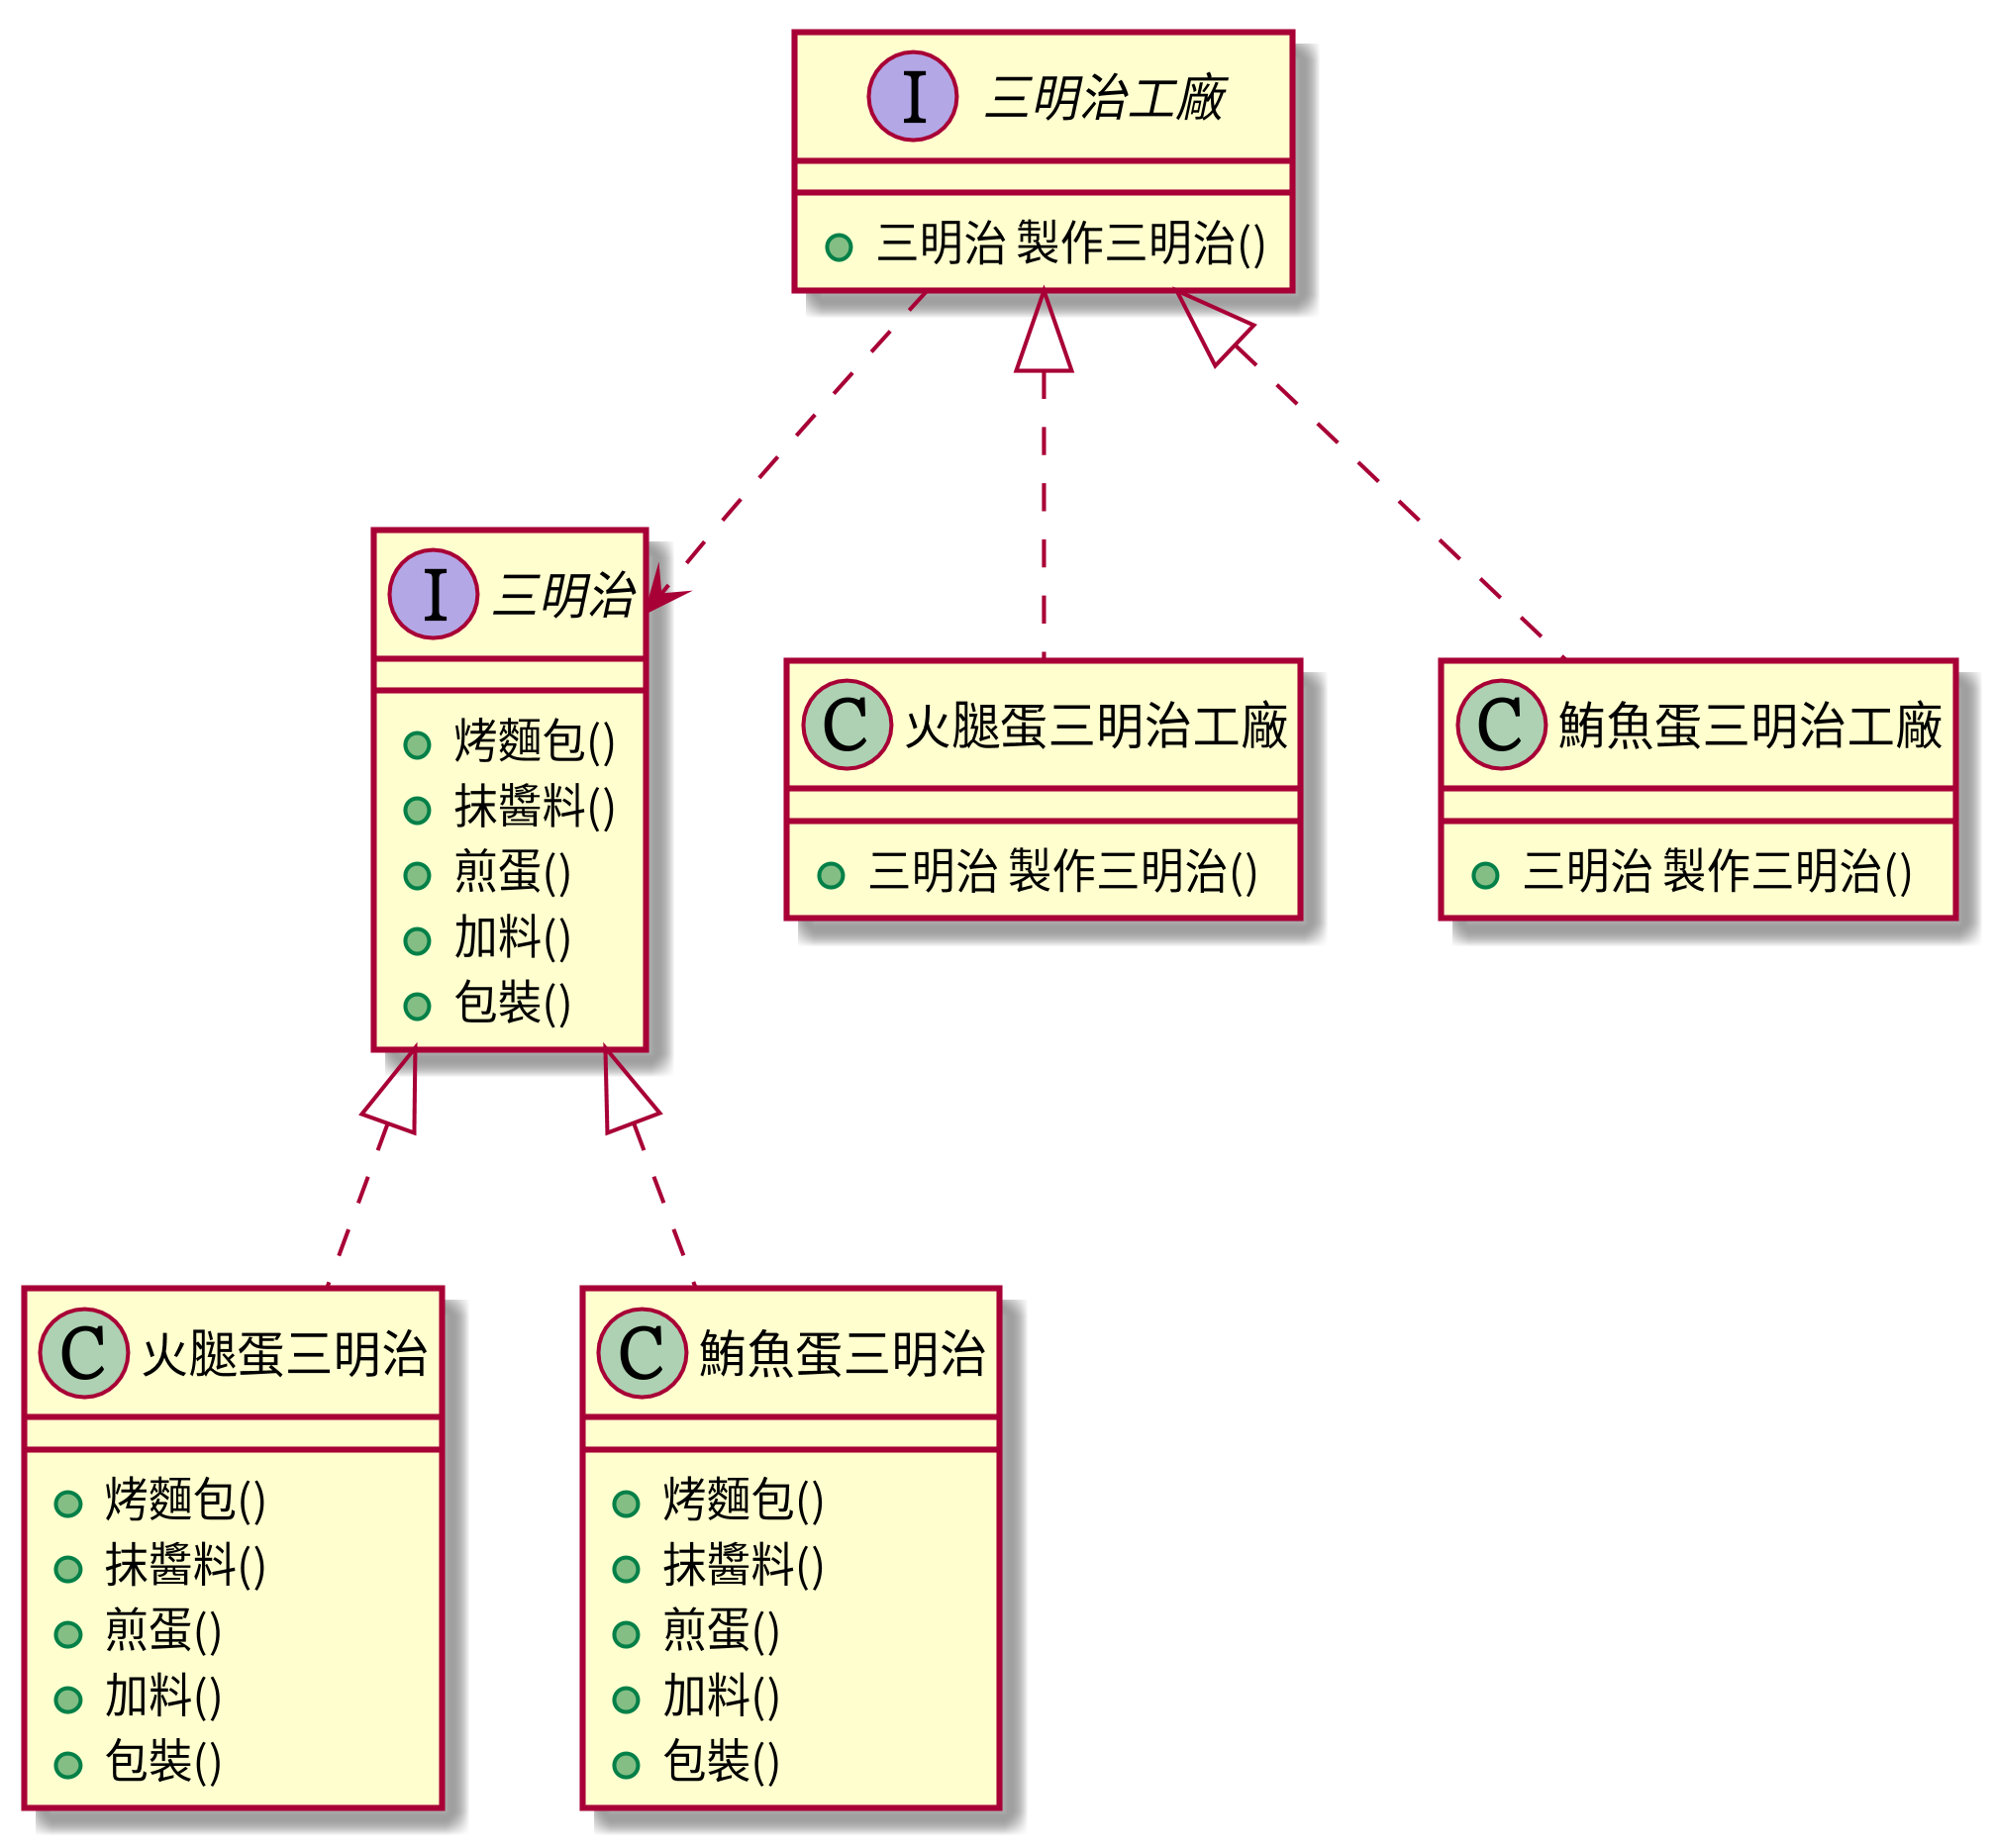 I 三明治工廠
三明治 製作三明治()
I 三明治
烤麵包()
抹醬料()
煎蛋()
加料()
包裝()
C 火腿蛋三明治工廠
三明治 製作三明治()
C 鮪魚蛋三明治工廠
三明治 製作三明治()
C 火腿蛋三明治
烤麵包()
抹醬料()
煎蛋()
加料()
包裝()
C 鮪魚蛋三明治
烤麵包()
抹醬料()
煎蛋()
加料()
包裝()